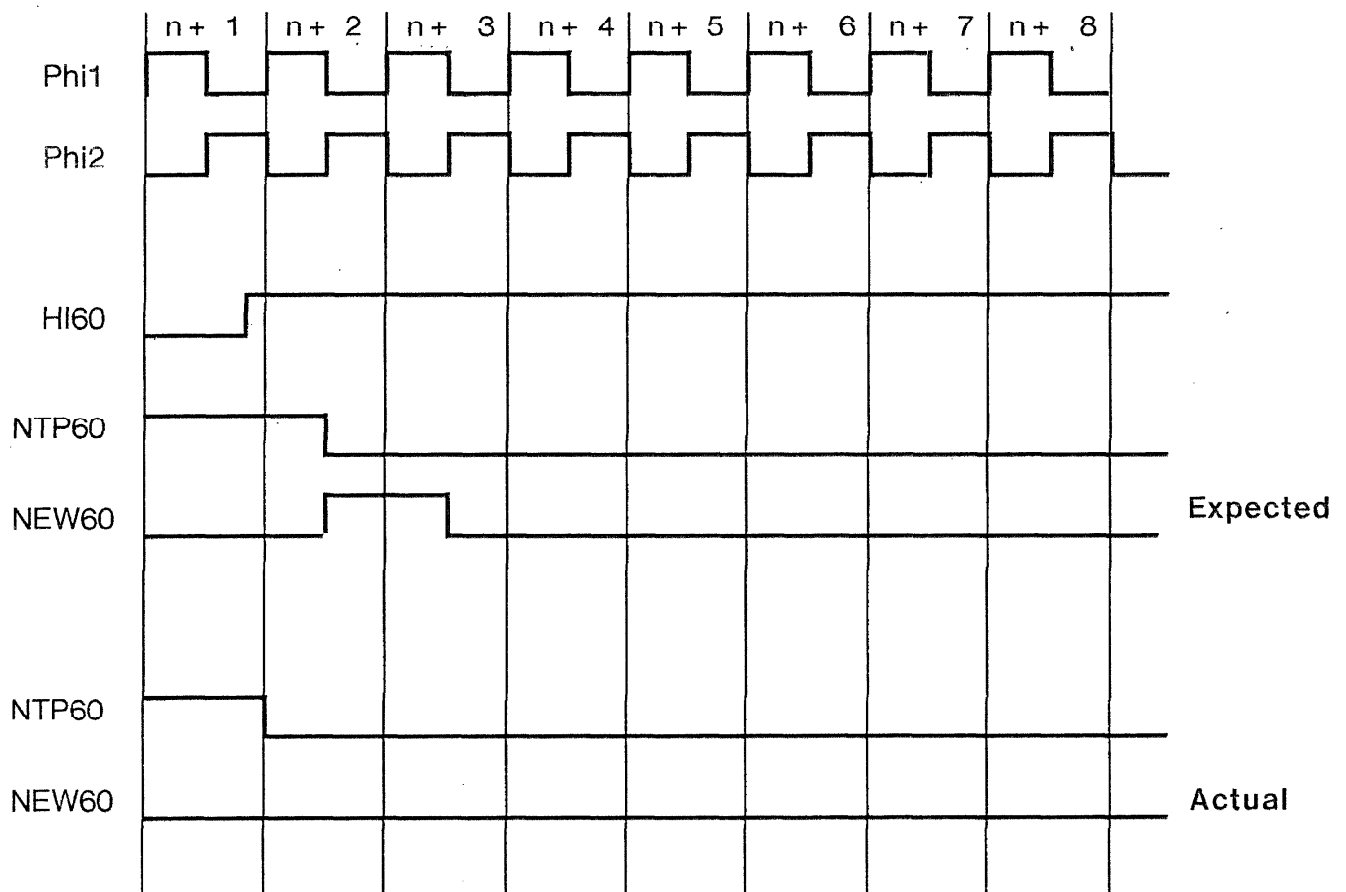 n + 1 n + 2 n + 3 n + 4 n + 5 n + 6 n + 7 n + 8
Phi1
Phi2
HI60
NTP60
NEW60
Expected
NTP60
NEW60
Actual